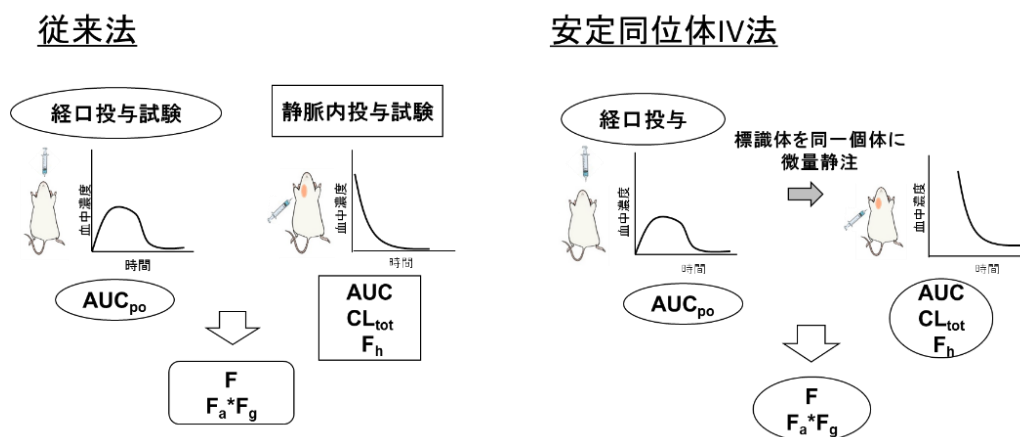 従来法
経口投与試験
静脈内投与試験
血中濃度
時間
血中濃度
時間
AUCpo
AUC
CLtot
Fh
F
Fa*Fg
安定同位体IV法
経口投与
標識体を同一個体に
微量静注
血中濃度
時間
血中濃度
時間
AUCpo
AUC
CLtot
Fh
F
Fa*Fg